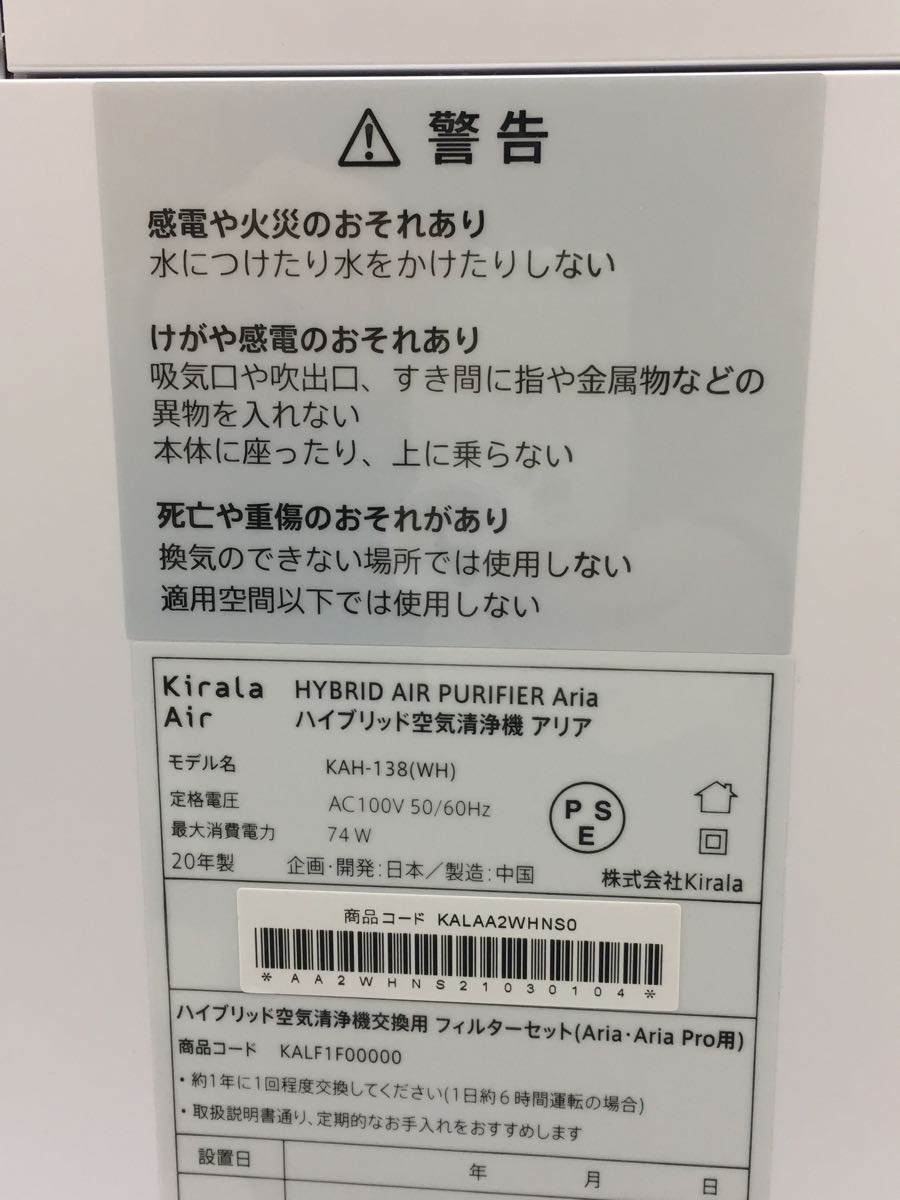 警告
感電や火災のおそれあり
水につけたり水をかけたりしない
けがや感電のおそれあり
吸気口や吹出口、すき間に指や金属物などの
異物を入れない
本体に座ったり、上に乗らない
死亡や重傷のおそれがあり
換気のできない場所では使用しない
適用空間以下では使用しない
Kirala Air
HYBRID AIR PURIFIER Aria
ハイブリッド空気清浄機 アリア
モデル名 KAH-138(WH)
定格電圧 AC100V 50/60Hz
最大消費電力 74W
20年製 企画・開発:日本/製造:中国
PSE
株式会社Kirala
商品コード KALAA2WHNS0
*AA2WHNS21030104*
ハイブリッド空気清浄機交換用 フィルターセット(Aria・Aria Pro用)
商品コード KALF1F00000
・約1年に1回程度交換してください(1日約6時間運転の場合)
・取扱説明書通り、定期的なお手入れをおすすめします
設置日 年 月 日